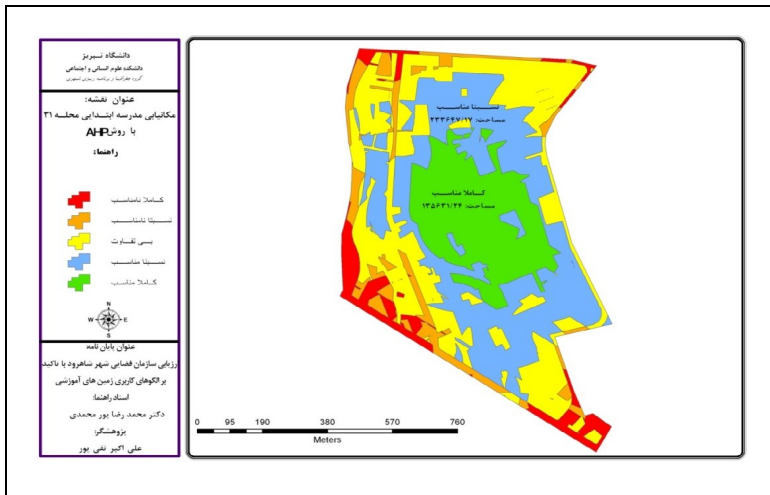 دانشگاه تبریز
دانشکده علوم انسانی و اجتماعی
گروه جغرافیا و برنامه ریزی شهری
عنوان نقشه:
مکانیابی مدرسه ابتدایی محله ۳۱
با روش AHP
راهنما:
کاملا نامناسب
نسبتا نامناسب
بی تفاوت
نسبتا مناسب
کاملا مناسب
N
W E
S
عنوان پایان نامه:
ارزیابی سازمان فضایی شهر شاهرود با تاکید
بر الگوهای کاربری زمین های آموزشی
استاد راهنما:
دکتر محمد رضا پور محمدی
پژوهشگر:
علی اکبر تقی پور
نسبتا مناسب
مساحت: ۲۳۳۶۴۷/۱۷
کاملا مناسب
مساحت: ۱۳۵۶۳۱/۲۴
0 95 190 380 570 760
Meters